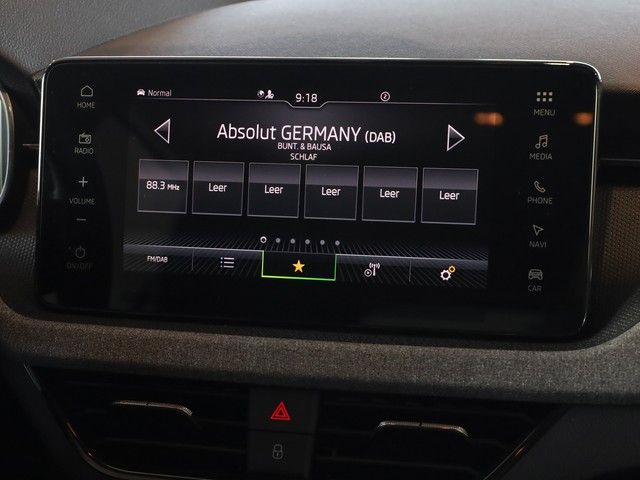 HOME
RADIO
VOLUME
ON/OFF
Normal
9:18
2
Absolut GERMANY (DAB)
BUNT. & BAUSA
SCHLAF
88.3 MHz
Leer
Leer
Leer
Leer
Leer
FM/DAB
MENU
MEDIA
PHONE
NAVI
CAR